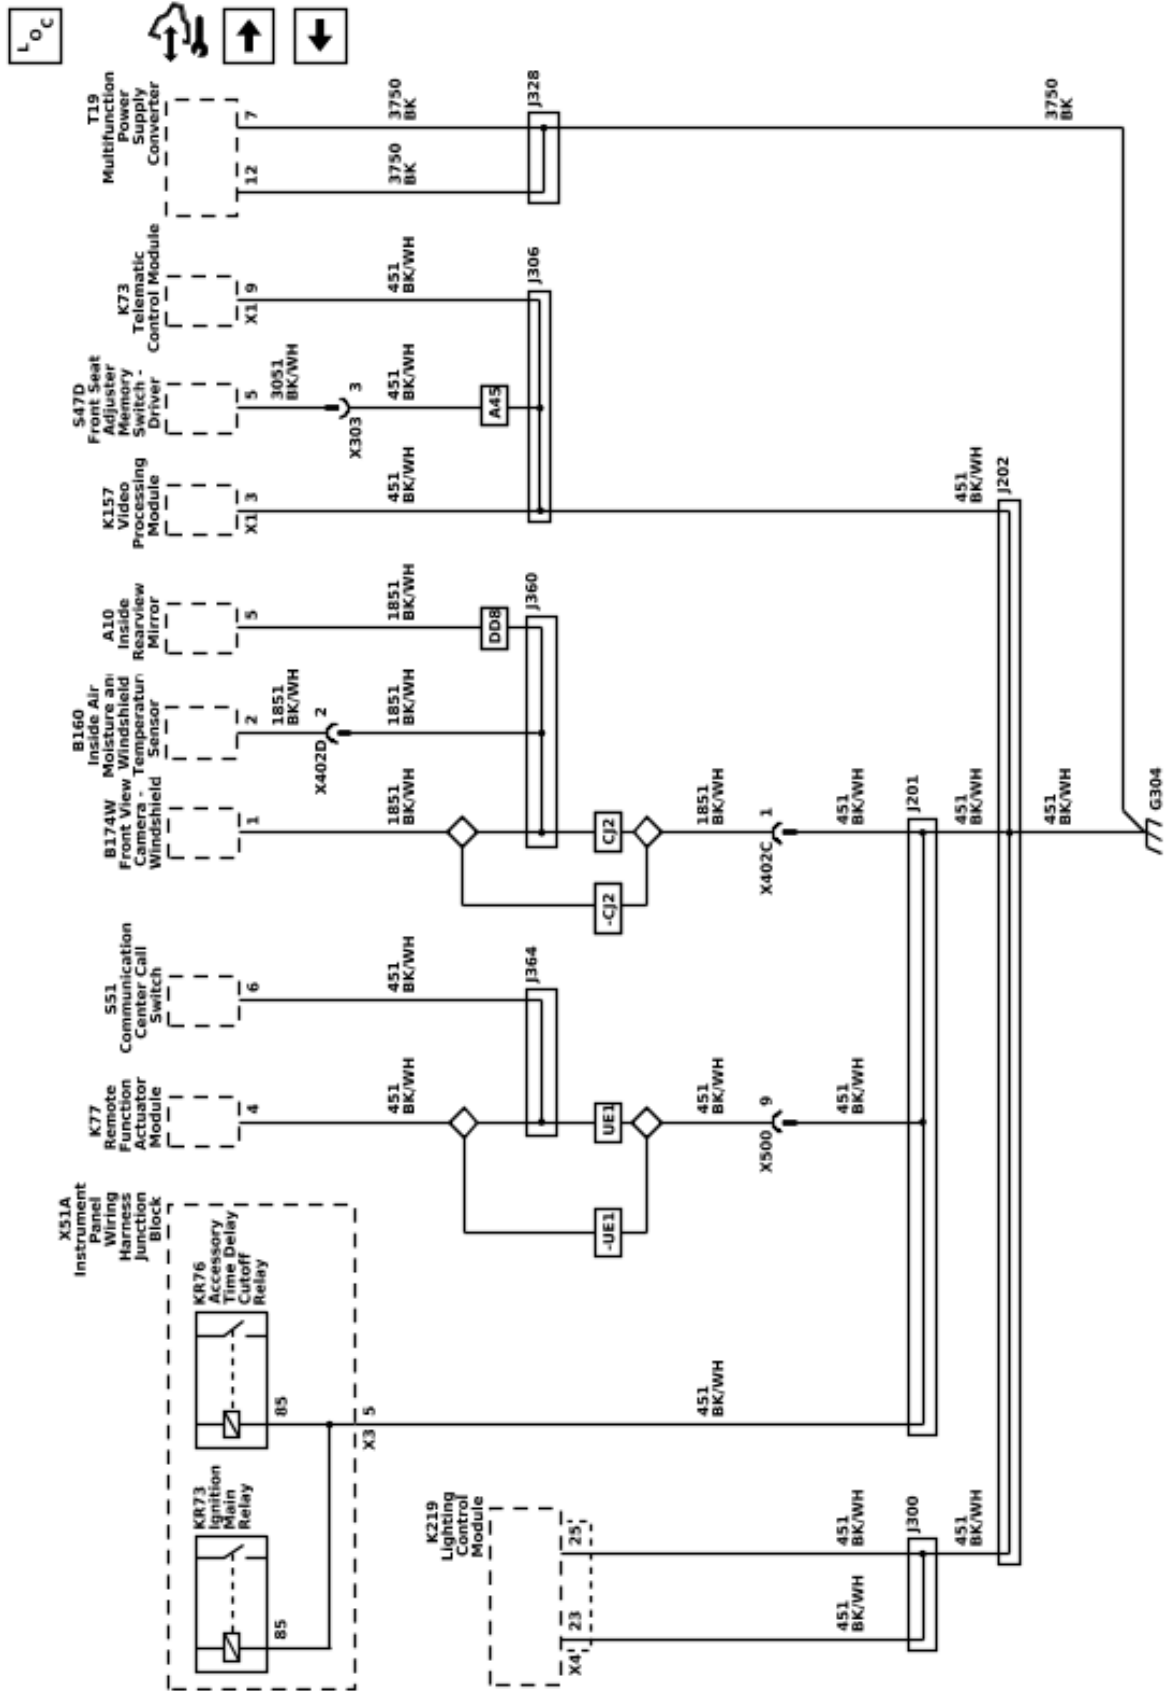 LOC
X51A
Instrument
Panel
Wiring
Harness
Junction
Block
KR73
Ignition
Main
Relay
85
KR76
Accessory
Time Delay
Cutoff
Relay
85
X3
5
451
BK/WH
K219
Lighting
Control
Module
X4
23
25
451
BK/WH
451
BK/WH
J300
451
BK/WH
K77
Remote
Function
Actuator
Module
4
451
BK/WH
-UE1
UE1
451
BK/WH
X500
9
451
BK/WH
S51
Communication
Center Call
Switch
6
451
BK/WH
J364
B174W
Front View
Camera -
Windshield
1
1851
BK/WH
-CJ2
CJ2
1851
BK/WH
X402C
1
451
BK/WH
J201
451
BK/WH
451
BK/WH
G304
B160
Inside Air
Moisture an
Windshield
Temperatur
Sensor
2
1851
BK/WH
X402D
2
1851
BK/WH
A10
Inside
Rearview
Mirror
5
1851
BK/WH
DD8
J360
K157
Video
Processing
Module
X1
3
451
BK/WH
451
BK/WH
J202
S47D
Front Seat
Adjuster
Memory
Switch -
Driver
5
3051
BK/WH
X303
3
451
BK/WH
A45
K73
Telematic
Control Module
X1
9
451
BK/WH
J306
T19
Multifunction
Power
Supply
Converter
12
7
3750
BK
3750
BK
J328
3750
BK